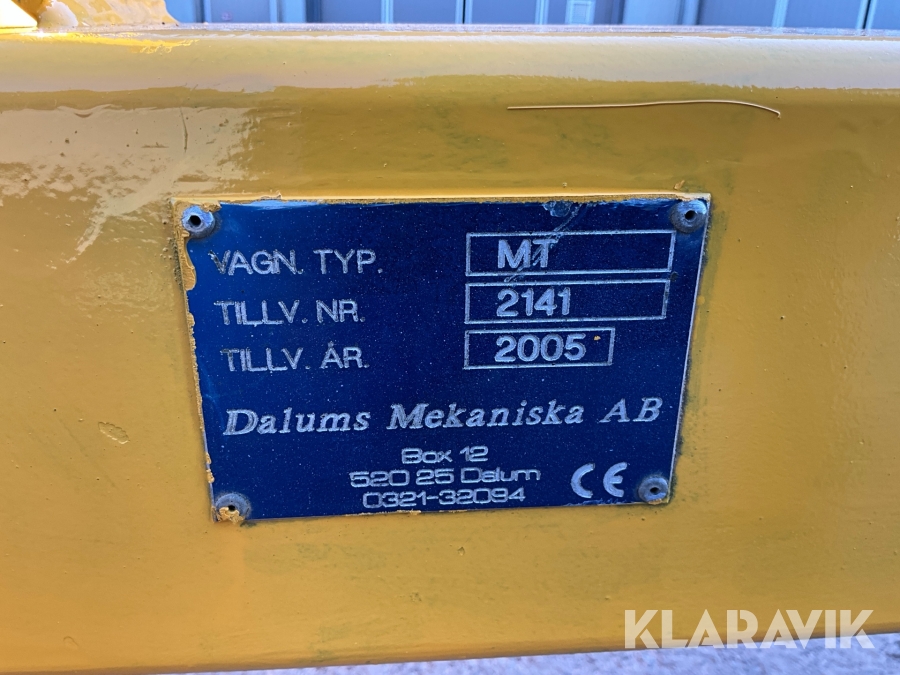 VAGN. TYP. MT
TILLV. NR. 2141
TILLV. ÅR. 2005
Dalums Mekaniska AB
Box 12
520 25 Dalum
0321-32094
CE
KLARAVIK